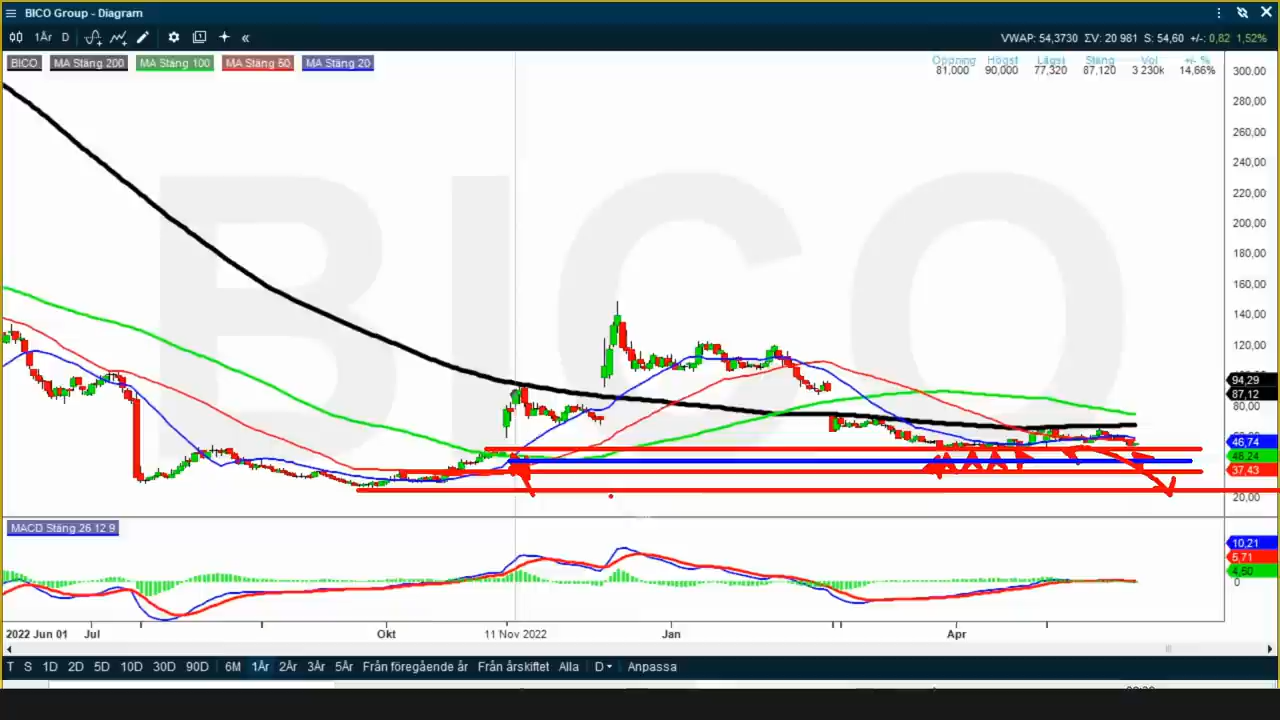 BICO Group - Diagram
1År D «
VWAP: 54,3730 ΣV: 20 981 S: 54,60 +/-: 0,82 1,52%
BICO MA Stäng 200 MA Stäng 100 MA Stäng 50 MA Stäng 20
Öppning Högst Lägst Stäng Vol +/- %
81,000 90,000 77,320 87,120 3 230k 14,66%
BICO
300,00
280,00
260,00
240,00
220,00
200,00
180,00
160,00
140,00
120,00
94,29
87,12
80,00
46,74
48,24
37,43
20,00
MACD Stäng 26 12 9
10,21
5,71
4,50
0
2022 Jun 01 Jul Okt 11 Nov 2022 Jan Apr
T S 1D 2D 5D 10D 30D 90D 6M 1År 2År 3År 5År Från föregående år Från årskiftet Alla D Anpassa